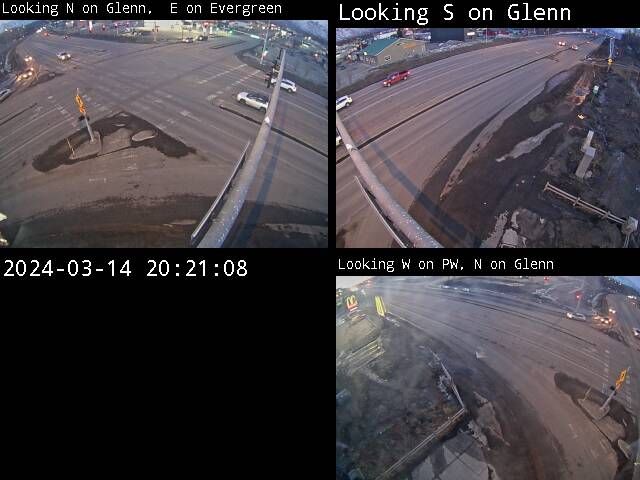 Looking N on Glenn,  E on Evergreen
Looking S on Glenn
2024-03-14 20:21:08
Looking W on PW, N on Glenn